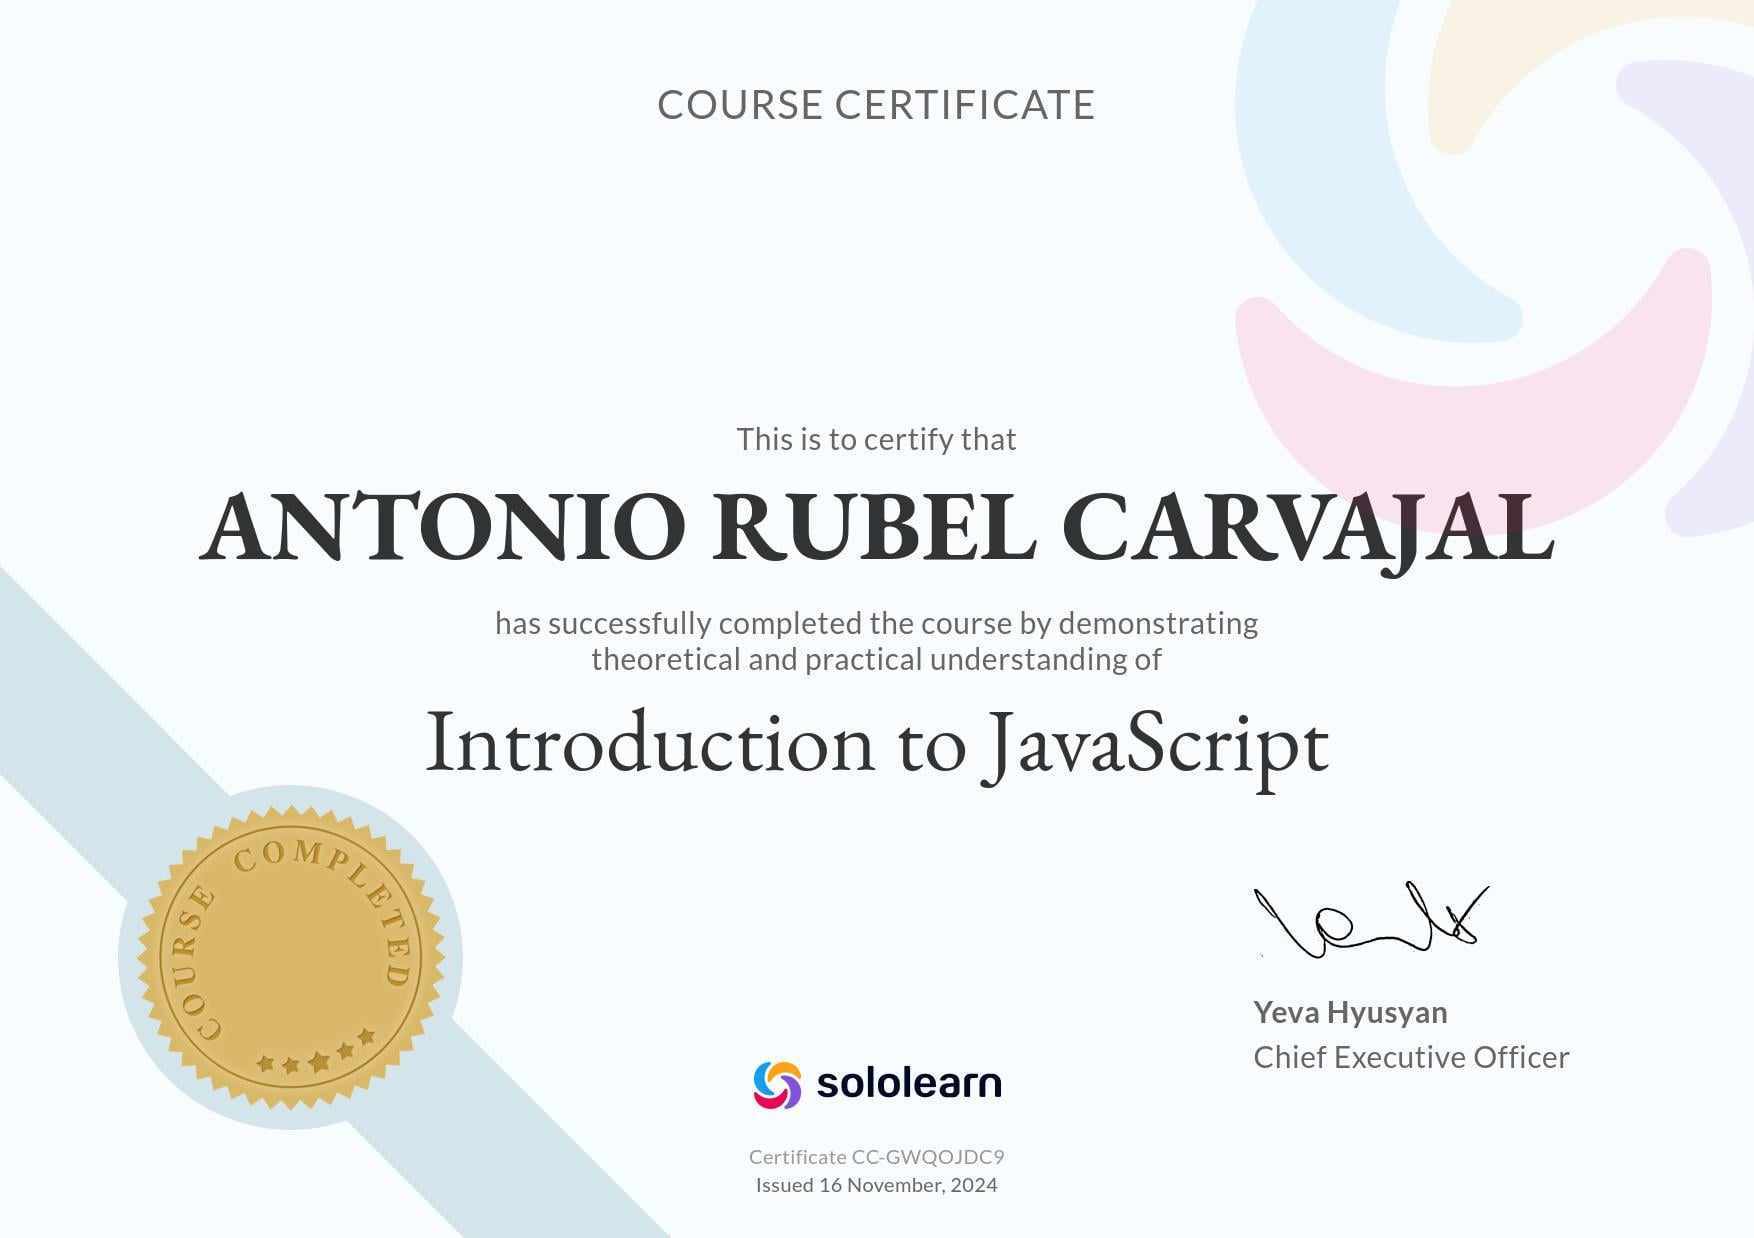 COURSE CERTIFICATE
This is to certify that
ANTONIO RUBEL CARVAJAL
has successfully completed the course by demonstrating
theoretical and practical understanding of
Introduction to JavaScript
COURSE COMPLETED
Yeva Hyusyan
Chief Executive Officer
sololearn
Certificate CC-GWQOJDC9
Issued 16 November, 2024